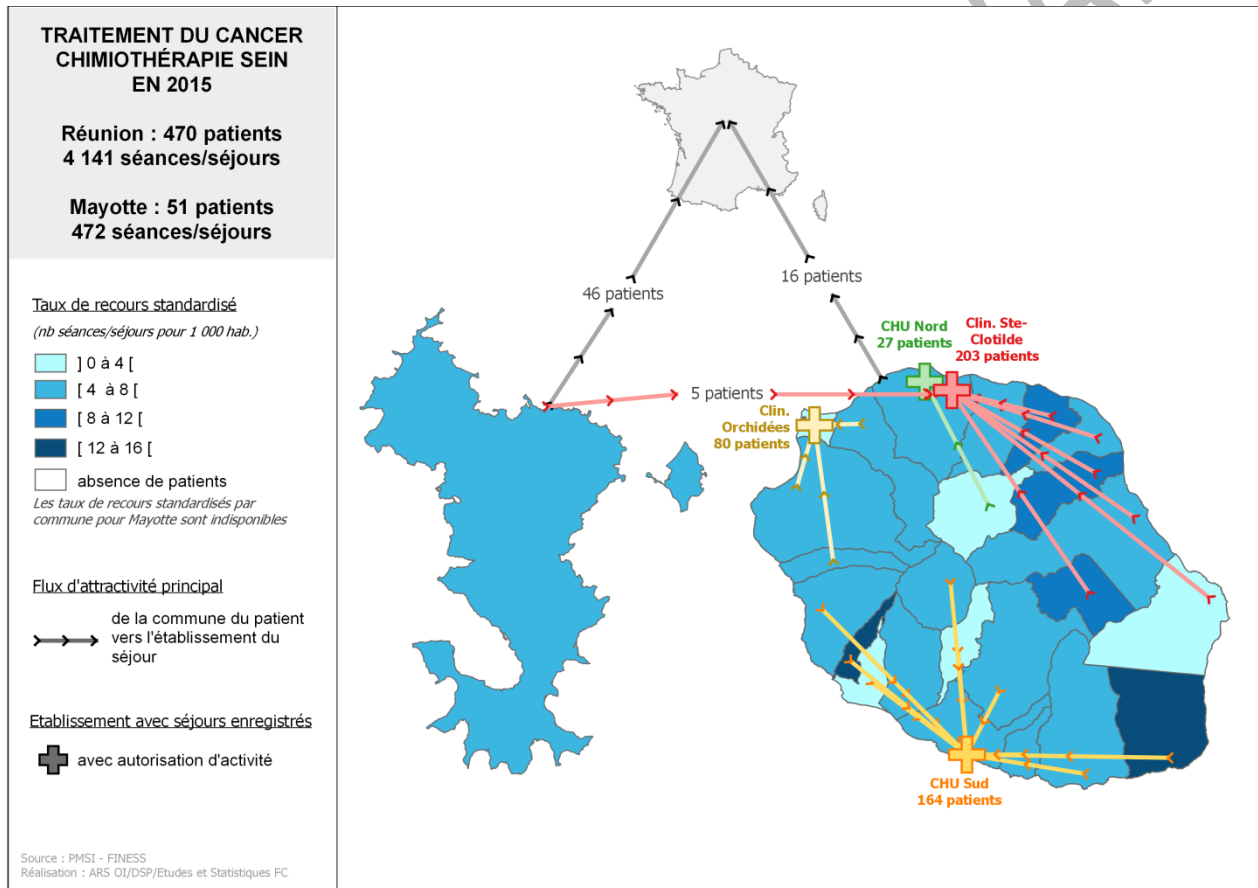 TRAITEMENT DU CANCER
CHIMIOTHÉRAPIE SEIN
EN 2015
Réunion : 470 patients
4 141 séances/séjours
Mayotte : 51 patients
472 séances/séjours
Taux de recours standardisé
(nb séances/séjours pour 1 000 hab.)
] 0 à 4 [
[ 4 à 8 [
[ 8 à 12 [
[ 12 à 16 [
absence de patients
Les taux de recours standardisés par
commune pour Mayotte sont indisponibles
Flux d'attractivité principal
de la commune du patient
vers l'établissement du
séjour
Etablissement avec séjours enregistrés
avec autorisation d'activité
Source : PMSI - FINESS
Réalisation : ARS OI/DSP/Etudes et Statistiques FC
46 patients
16 patients
CHU Nord
27 patients
Clin. Ste-
Clotilde
203 patients
5 patients
Clin.
Orchidées
80 patients
CHU Sud
164 patients